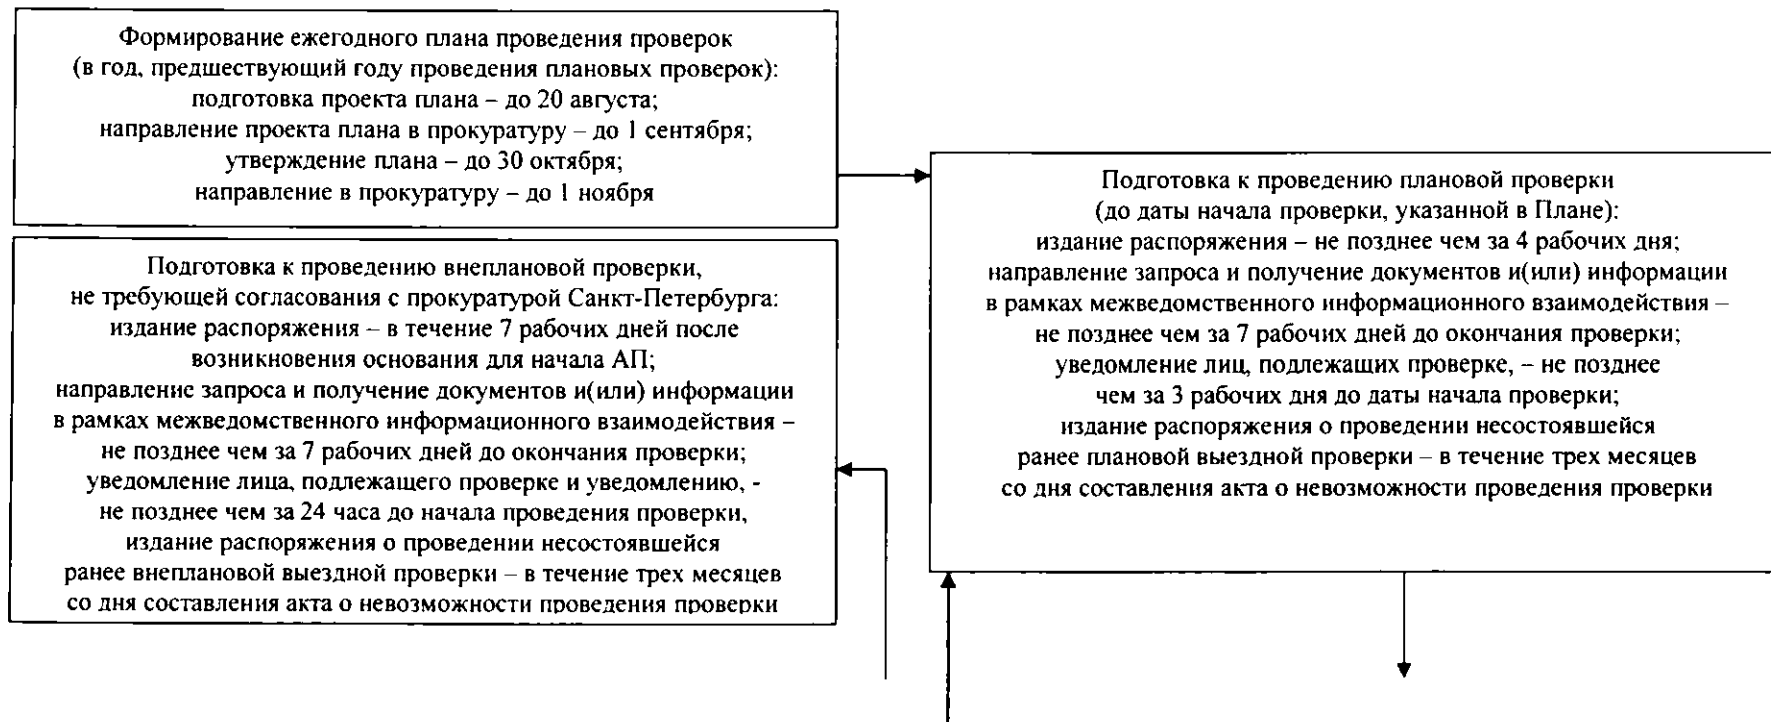 Формирование ежегодного плана проведения проверок
(в год, предшествующий году проведения плановых проверок):
подготовка проекта плана – до 20 августа;
направление проекта плана в прокуратуру – до 1 сентября;
утверждение плана – до 30 октября;
направление в прокуратуру – до 1 ноября
Подготовка к проведению внеплановой проверки,
не требующей согласования с прокуратурой Санкт-Петербурга:
издание распоряжения – в течение 7 рабочих дней после
возникновения основания для начала АП;
направление запроса и получение документов и(или) информации
в рамках межведомственного информационного взаимодействия –
не позднее чем за 7 рабочих дней до окончания проверки;
уведомление лица, подлежащего проверке и уведомлению, -
не позднее чем за 24 часа до начала проведения проверки,
издание распоряжения о проведении несостоявшейся
ранее внеплановой выездной проверки – в течение трех месяцев
со дня составления акта о невозможности проведения проверки
Подготовка к проведению плановой проверки
(до даты начала проверки, указанной в Плане):
издание распоряжения – не позднее чем за 4 рабочих дня;
направление запроса и получение документов и(или) информации
в рамках межведомственного информационного взаимодействия –
не позднее чем за 7 рабочих дней до окончания проверки;
уведомление лиц, подлежащих проверке, – не позднее
чем за 3 рабочих дня до даты начала проверки;
издание распоряжения о проведении несостоявшейся
ранее плановой выездной проверки – в течение трех месяцев
со дня составления акта о невозможности проведения проверки